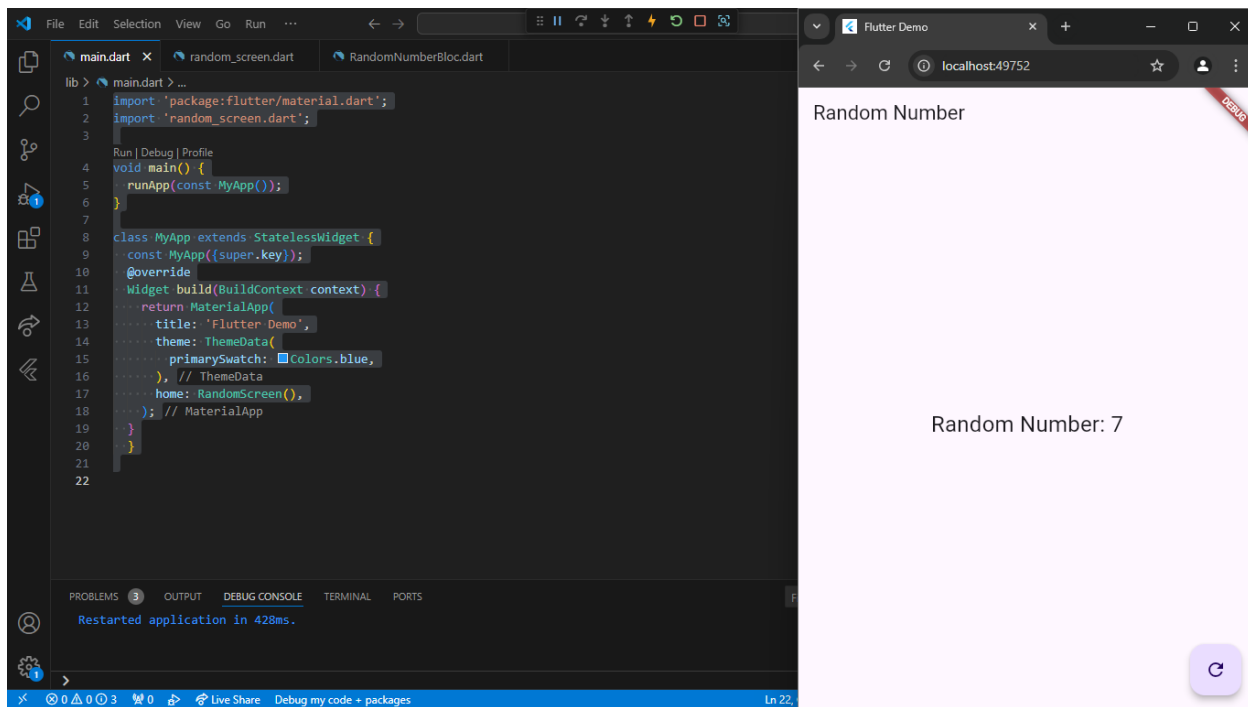 File Edit Selection View Go Run ···
main.dart random_screen.dart RandomNumberBloc.dart
lib > main.dart > ...
1 import 'package:flutter/material.dart';
2 import 'random_screen.dart';
3
Run | Debug | Profile
4 void main() {
5 runApp(const MyApp());
6 }
7
8 class MyApp extends StatelessWidget {
9 const MyApp({super.key});
10 @override
11 Widget build(BuildContext context) {
12 return MaterialApp(
13 title: 'Flutter Demo',
14 theme: ThemeData(
15 primarySwatch: Colors.blue,
16 ), // ThemeData
17 home: RandomScreen(),
18 ); // MaterialApp
19 }
20 }
21
22
PROBLEMS 3 OUTPUT DEBUG CONSOLE TERMINAL PORTS
Restarted application in 428ms.
>
1
1
0 0 3 0 Live Share Debug my code + packages Ln 22,
Flutter Demo
localhost:49752
Random Number
DEBUG
Random Number: 7